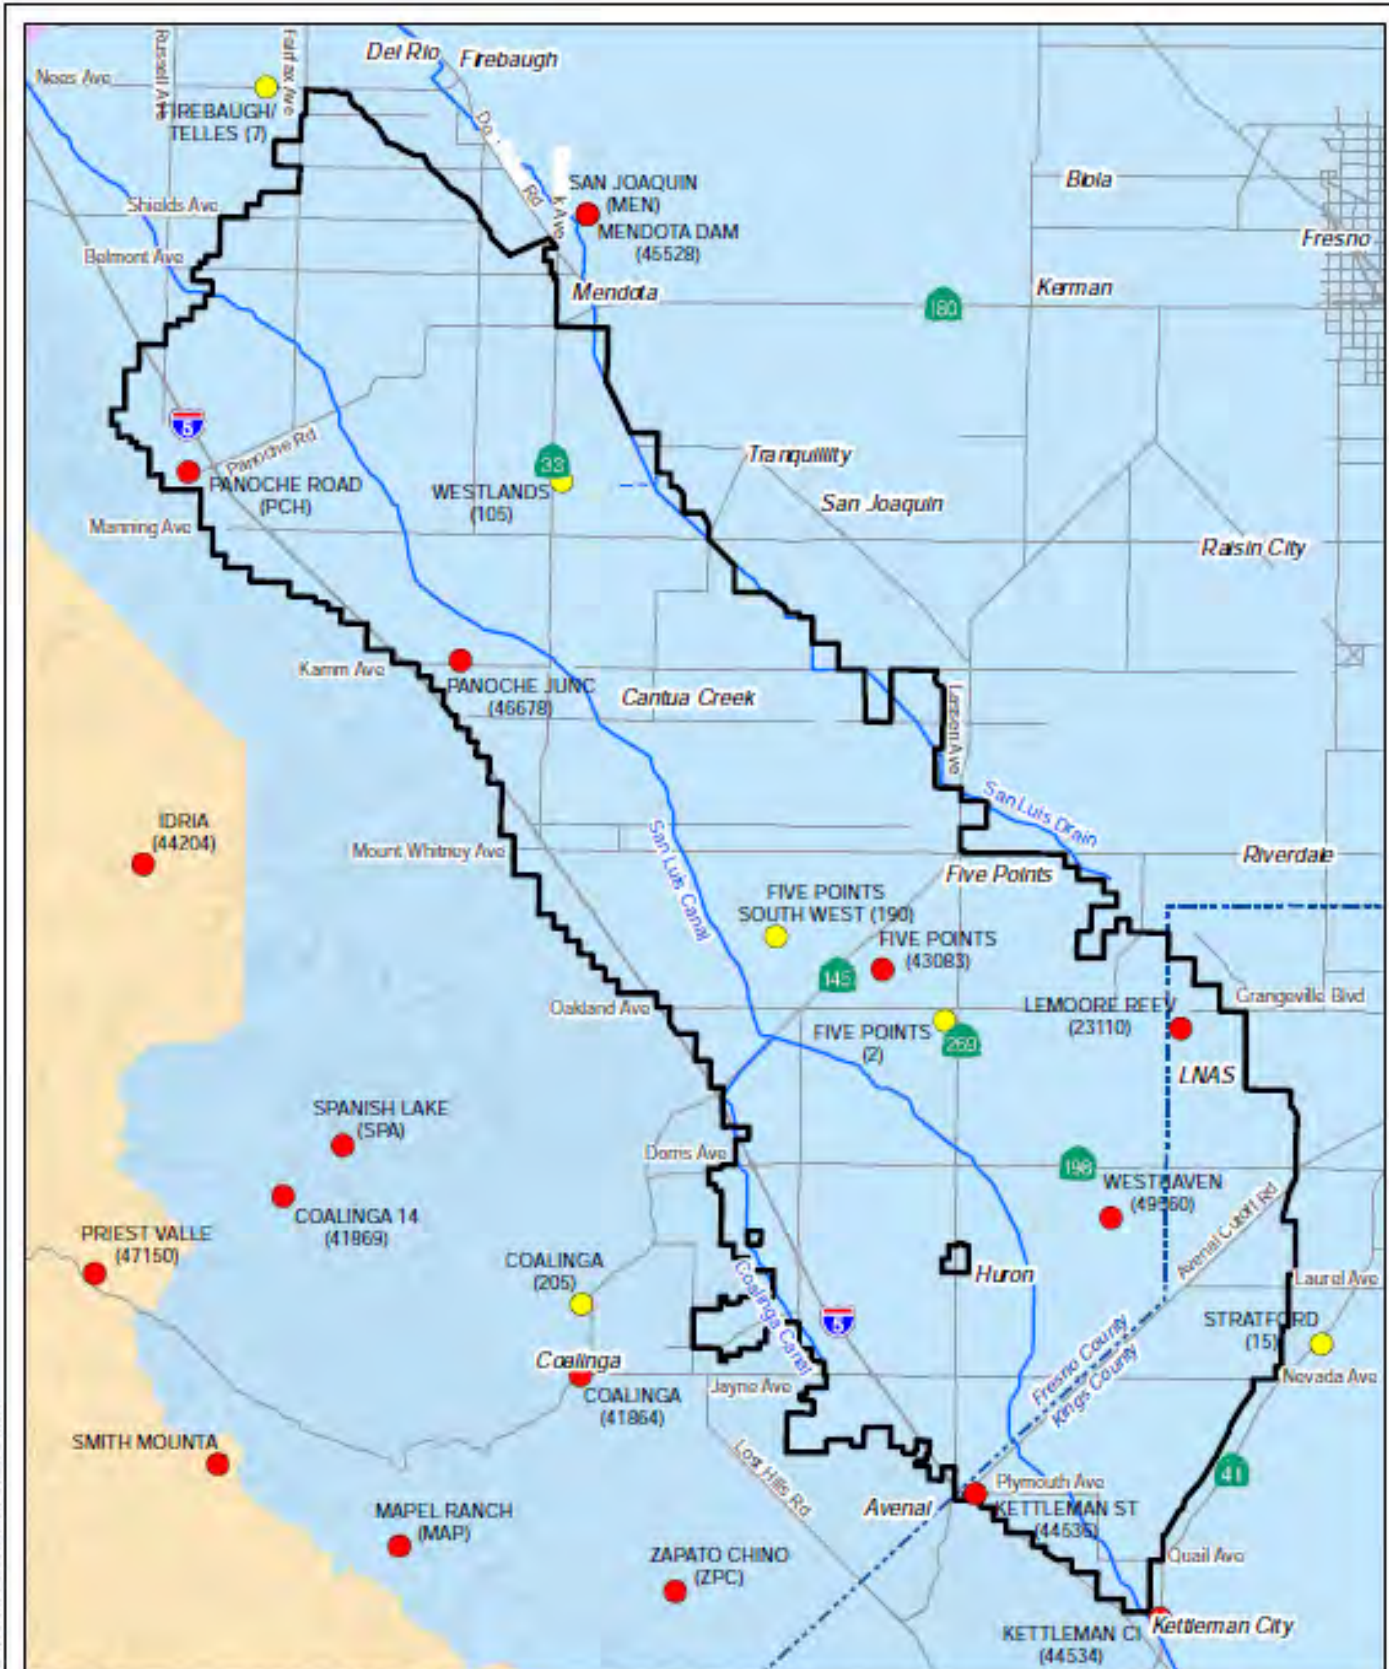 Del Rio
Firebaugh
Nees Ave
Russell Ave
Fairfax Ave
FIREBAUGH/
TELLES (7)
Do
Rd
k Ave
SAN JOAQUIN
(MEN)
MENDOTA DAM
(45528)
Biola
Shields Ave
Fresno
Belmont Ave
Mendota
Kerman
180
5
Panoche Rd
PANOCHE ROAD
(PCH)
33
WESTLANDS
(105)
Tranquillity
San Joaquin
Manning Ave
Raisin City
Kamm Ave
PANOCHE JUNC
(46678)
Cantua Creek
Lassen Ave
San Luis Drain
IDRIA
(44204)
Mount Whitney Ave
San Luis Canal
Riverdale
Five Points
FIVE POINTS
SOUTH WEST (190)
FIVE POINTS
(43083)
145
Oakland Ave
LEMOORE REEV
(23110)
Grangeville Blvd
FIVE POINTS
(2)
269
LNAS
SPANISH LAKE
(SPA)
Dorris Ave
198
WESTHAVEN
(49560)
COALINGA 14
(41869)
PRIEST VALLE
(47150)
COALINGA
(205)
Avenal Cutoff Rd
Huron
Laurel Ave
Coalinga Canal
5
STRATFORD
(15)
Fresno County
Kings County
Coalinga
Jayne Ave
Nevada Ave
COALINGA
(41864)
SMITH MOUNTA
Lost Hills Rd
41
Plymouth Ave
MAPEL RANCH
(MAP)
Avenal
KETTLEMAN ST
(44536)
ZAPATO CHINO
(ZPC)
Quail Ave
KETTLEMAN CI
(44534)
Kettleman City